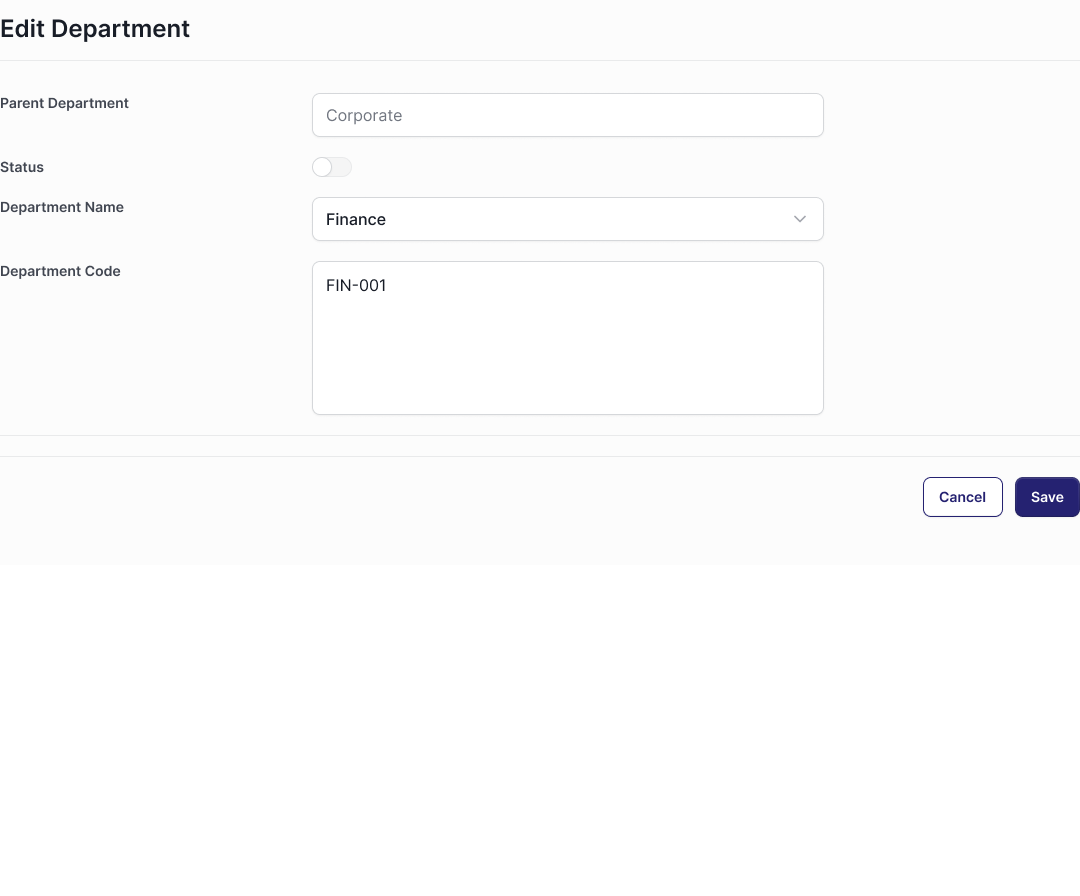 Edit Department
Parent Department
Corporate
Status
Department Name
Finance
Department Code
FIN-001
Cancel
Save